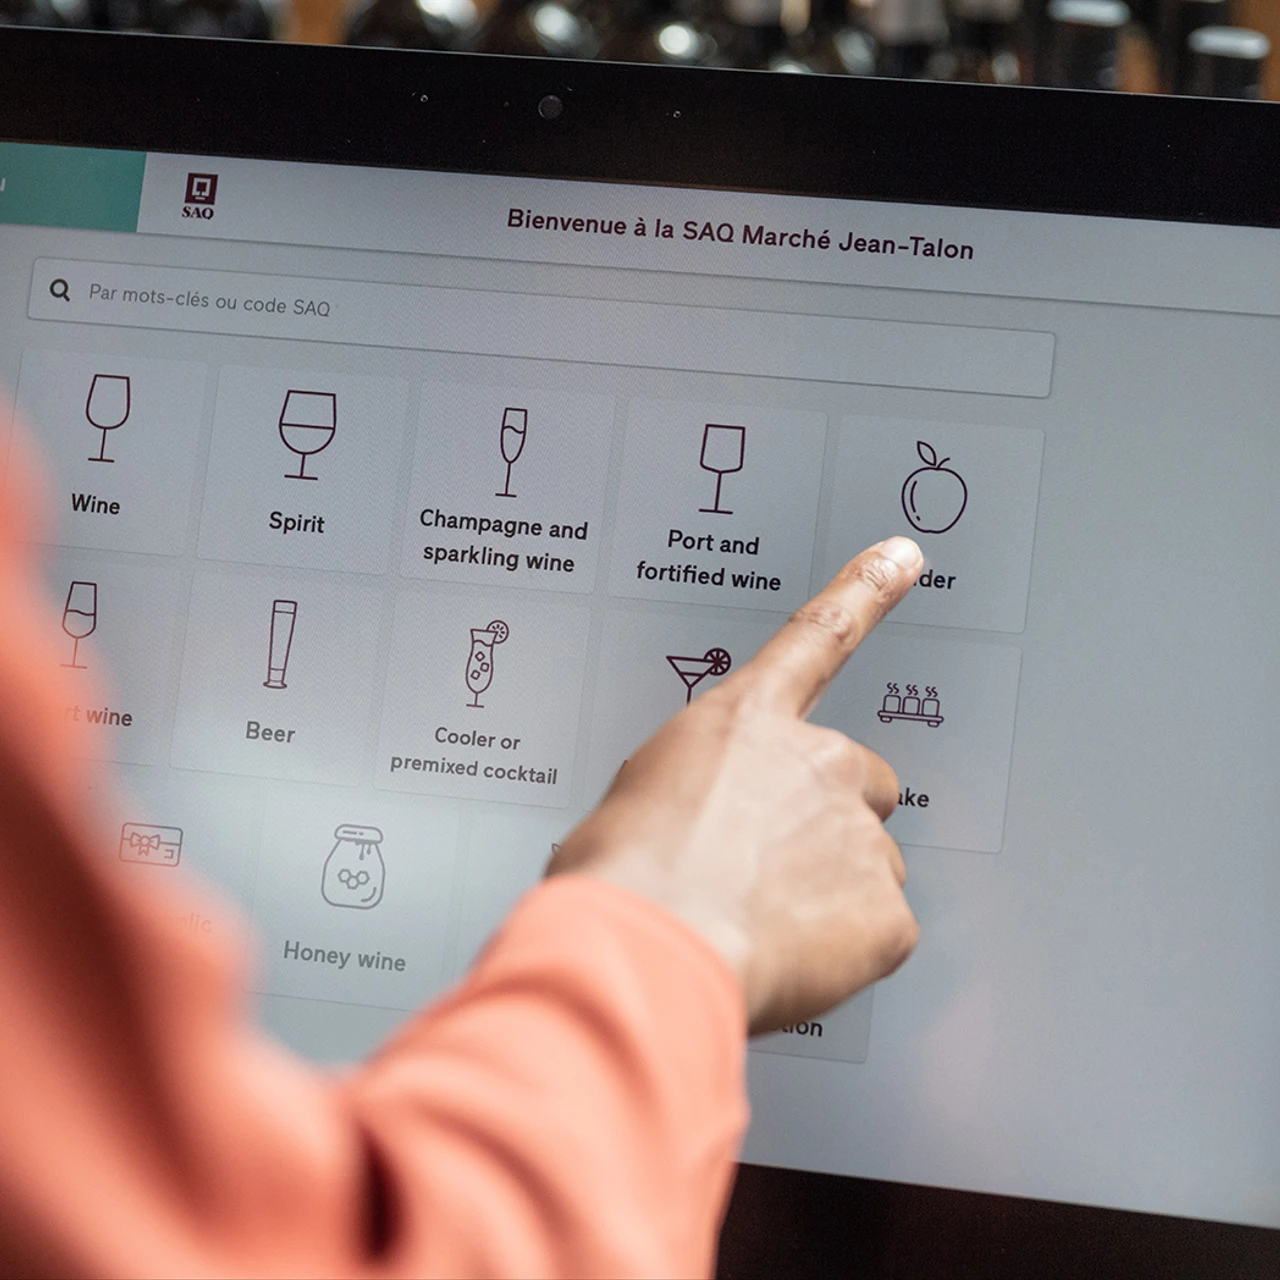 SAQ
Bienvenue à la SAQ Marché Jean-Talon
Par mots-clés ou code SAQ
Wine
Spirit
Champagne and
sparkling wine
Port and
fortified wine
wine
Beer
Cooler or
premixed cocktail
Honey wine